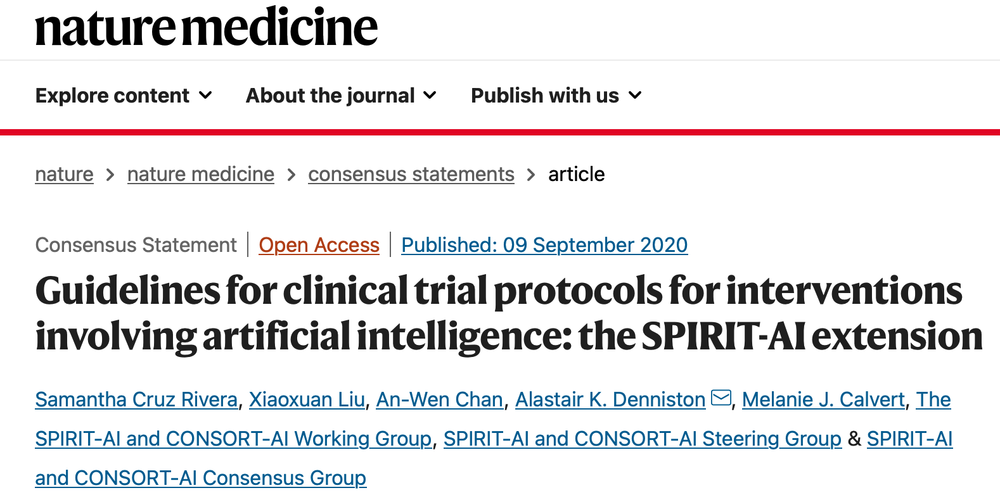 nature medicine
Explore content About the journal Publish with us
nature > nature medicine > consensus statements > article
Consensus Statement | Open Access | Published: 09 September 2020
Guidelines for clinical trial protocols for interventions
involving artificial intelligence: the SPIRIT-AI extension
Samantha Cruz Rivera, Xiaoxuan Liu, An-Wen Chan, Alastair K. Denniston, Melanie J. Calvert, The
SPIRIT-AI and CONSORT-AI Working Group, SPIRIT-AI and CONSORT-AI Steering Group & SPIRIT-AI
and CONSORT-AI Consensus Group